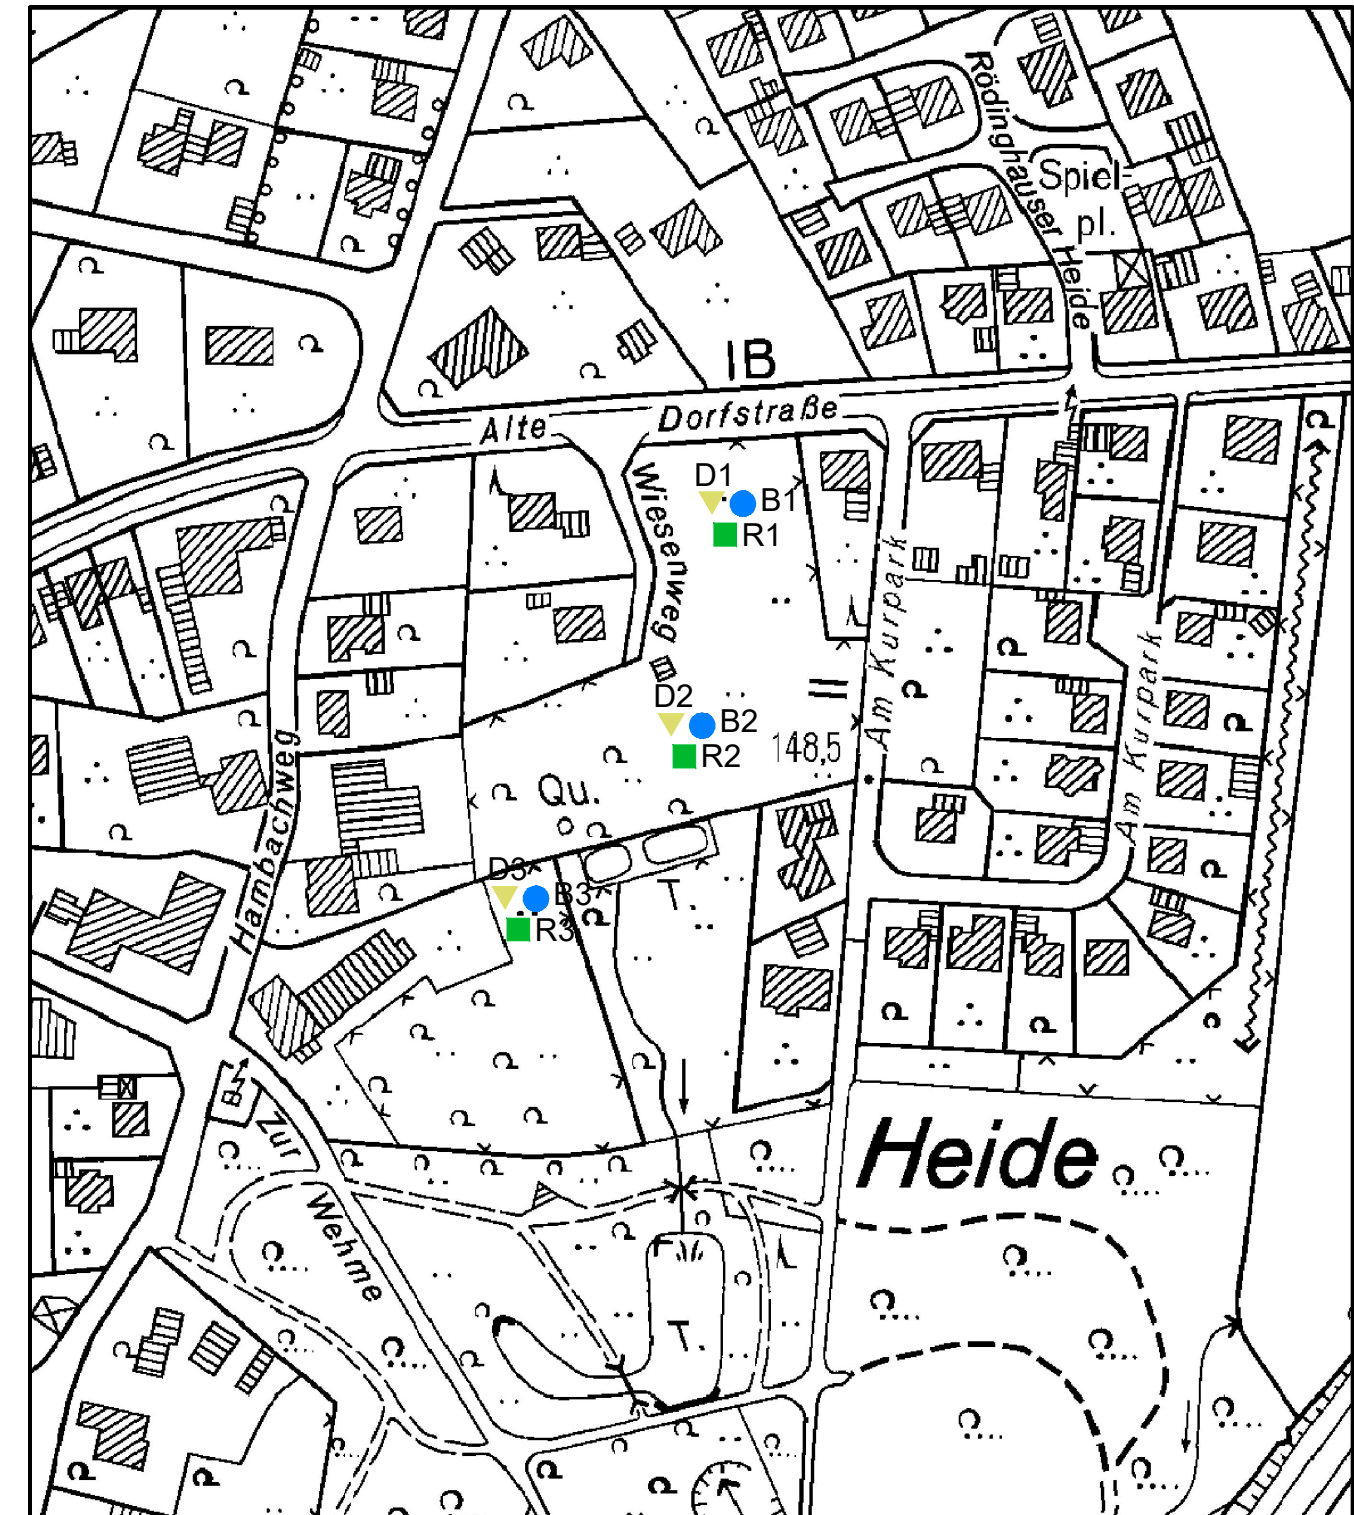 Rödinghauser Heide
Spiel-
pl.
IB
Alte Dorfstraße
Wiesenweg
D1
B1
R1
Am Kurpark
Am Kurpark
D2
B2
R2
148,5
Hambachweg
Qu.
D3
B3
R3
T.
Zur Wehme
Heide
T.